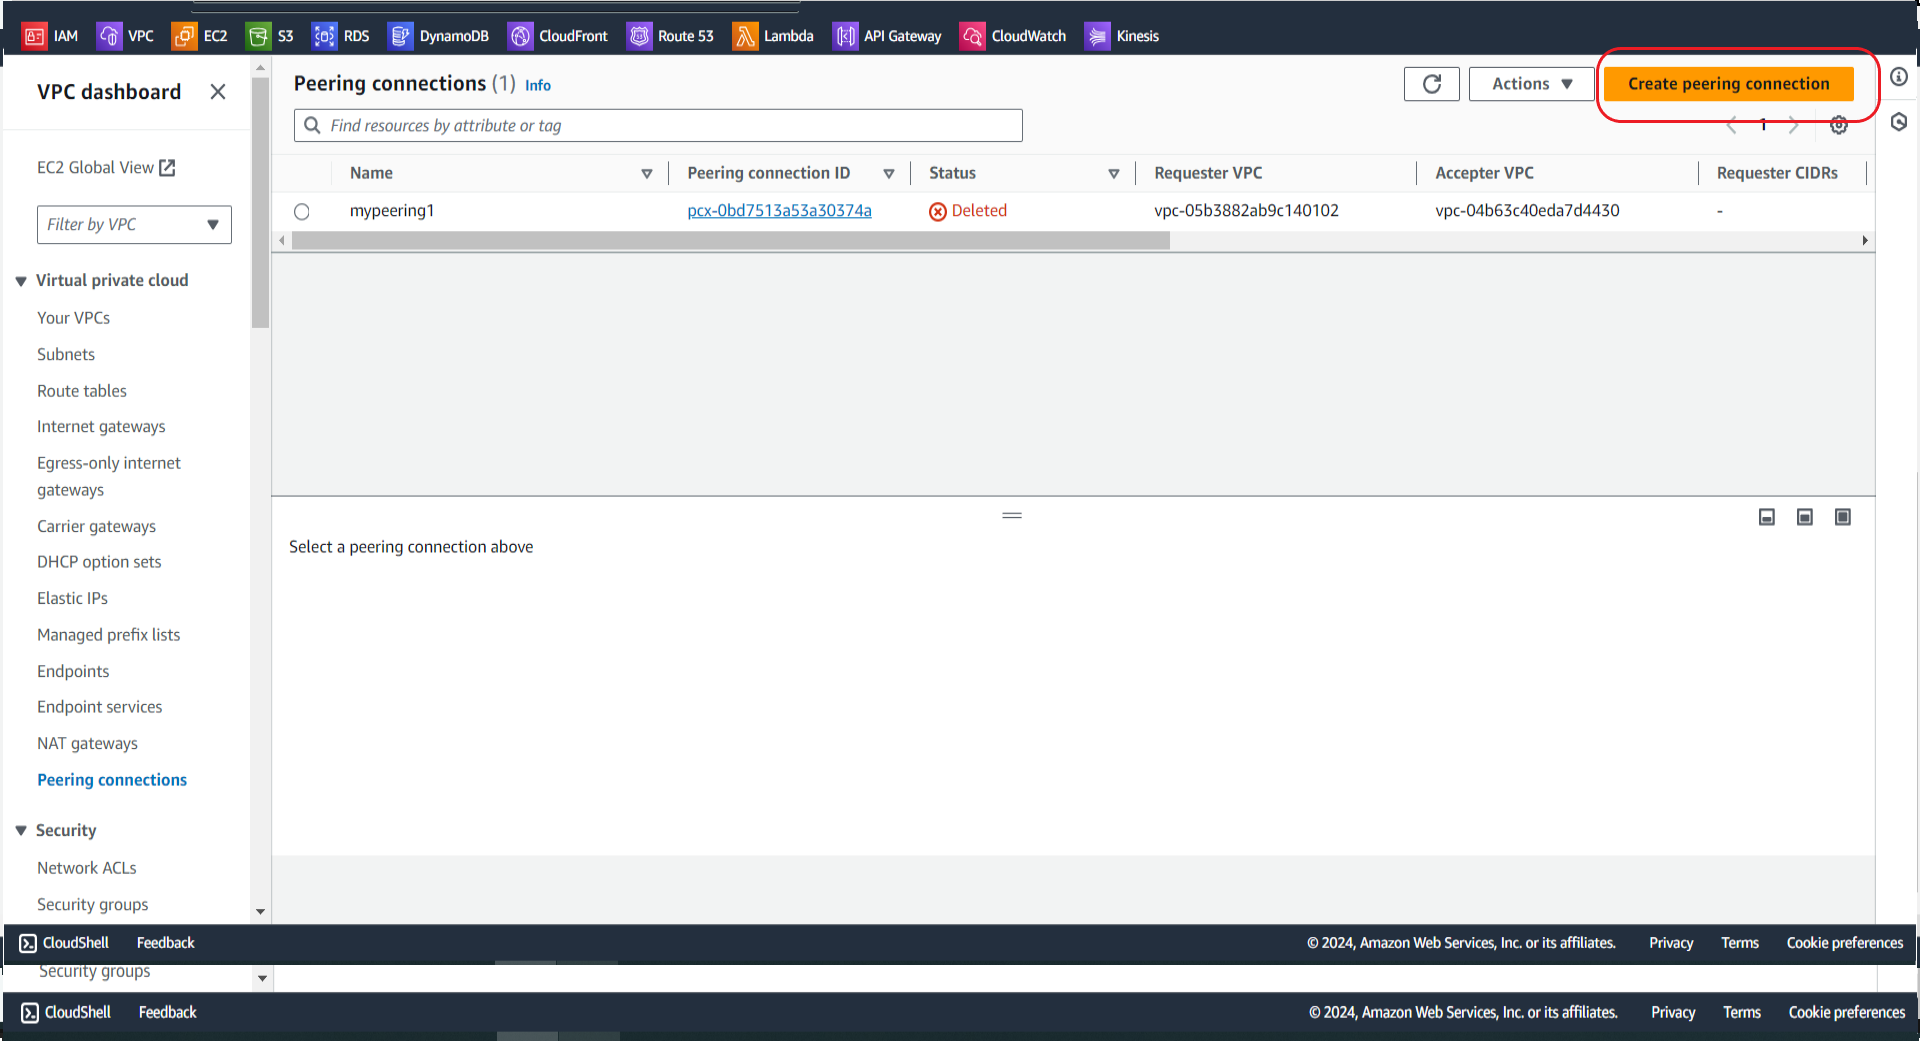 IAM VPC EC2 S3 RDS DynamoDB CloudFront Route 53 Lambda API Gateway CloudWatch Kinesis
VPC dashboard
EC2 Global View
Filter by VPC
Virtual private cloud
Your VPCs
Subnets
Route tables
Internet gateways
Egress-only internet
gateways
Carrier gateways
DHCP option sets
Elastic IPs
Managed prefix lists
Endpoints
Endpoint services
NAT gateways
Peering connections
Security
Network ACLs
Security groups
Peering connections (1) Info
Actions
Create peering connection
Find resources by attribute or tag
1
Name Peering connection ID Status Requester VPC Accepter VPC Requester CIDRs
mypeering1 pcx-0bd7513a53a30374a Deleted vpc-05b3882ab9c140102 vpc-04b63c40eda7d4430 -
Select a peering connection above
CloudShell Feedback © 2024, Amazon Web Services, Inc. or its affiliates. Privacy Terms Cookie preferences
Security groups
CloudShell Feedback © 2024, Amazon Web Services, Inc. or its affiliates. Privacy Terms Cookie preferences